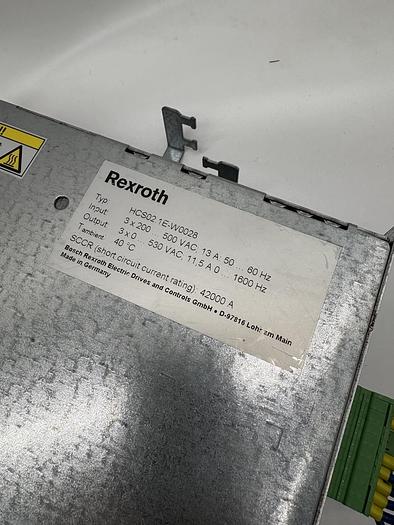 Rexroth
Typ HCS02.1E-W0028
Input 3 x 200 ... 500 VAC, 13 A, 50 ... 60 Hz
Output 3 x 0 ... 530 VAC, 11,5 A 0 ... 1600 Hz
Tambient 40 °C
SCCR (short circuit current rating) 42000 A
Bosch Rexroth Electric Drives and Controls GmbH • D-97816 Lohr am Main
Made in Germany